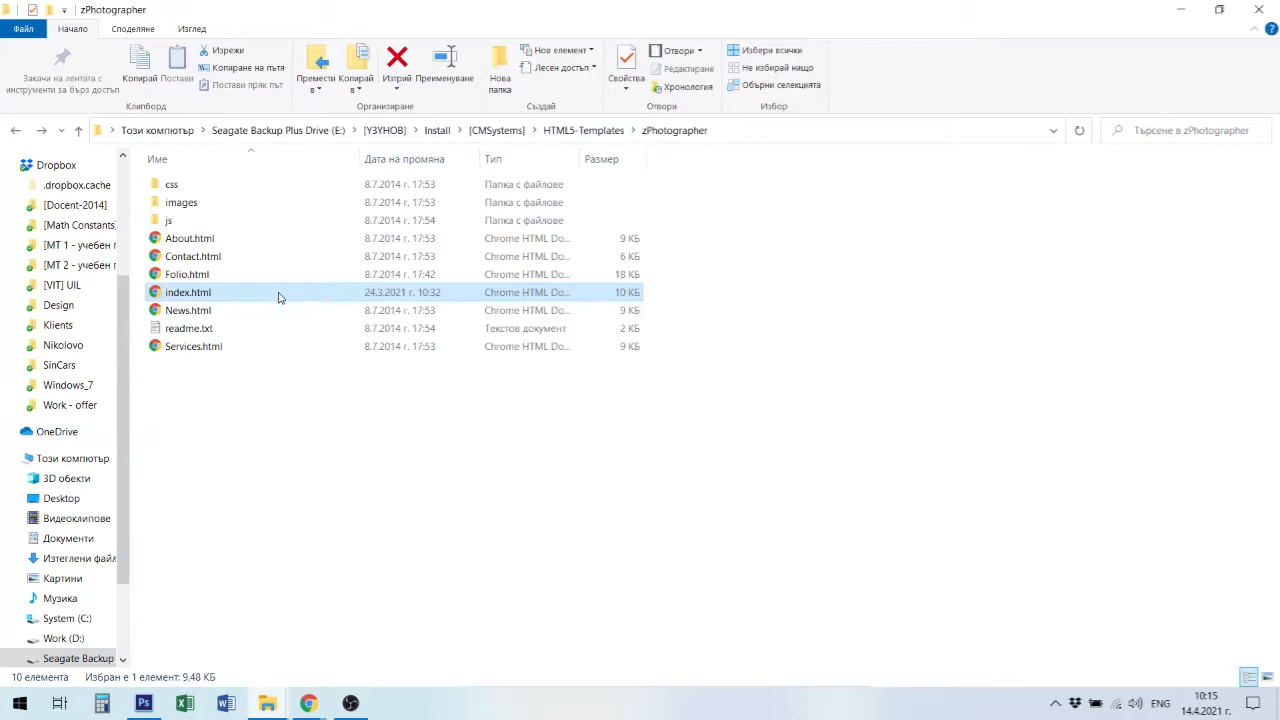 zPhotographer
Файл
Начало
Споделяне
Изглед
Закачи на лентата с
инструменти за бърз достъп
Копирай
Постави
Изрежи
Копиране на пътя
Постави пряк път
Клипборд
Премести
в
Копирай
в
Изтрий
Преименуване
Организиране
Нова
папка
Нов елемент
Лесен достъп
Създай
Свойства
Отвори
Редактиране
Хронология
Отвори
Избери всички
Не избирай нищо
Обърни селекцията
Избор
Този компютър
Seagate Backup Plus Drive (E:)
[УЗУНОВ]
Install
[CMSystems]
HTML5-Templates
zPhotographer
Търсене в zPhotographer
Име
Дата на промяна
Тип
Размер
css 8.7.2014 г. 17:53 Папка с файлове
images 8.7.2014 г. 17:53 Папка с файлове
js 8.7.2014 г. 17:54 Папка с файлове
About.html 8.7.2014 г. 17:53 Chrome HTML Do... 9 КБ
Contact.html 8.7.2014 г. 17:53 Chrome HTML Do... 6 КБ
Folio.html 8.7.2014 г. 17:42 Chrome HTML Do... 18 КБ
index.html 24.3.2021 г. 10:32 Chrome HTML Do... 10 КБ
News.html 8.7.2014 г. 17:53 Chrome HTML Do... 9 КБ
readme.txt 8.7.2014 г. 17:54 Текстов документ 2 КБ
Services.html 8.7.2014 г. 17:53 Chrome HTML Do... 9 КБ
Dropbox
.dropbox.cache
[Docent-2014]
[Math Constants
[МТ 1 - учебен п
[МТ 2 - учебен п
[VIT] UIL
Design
Klients
Nikolovo
SinCars
Windows_7
Work - offer
OneDrive
Този компютър
3D обекти
Desktop
Видеоклипове
Документи
Изтеглени файл
Картини
Музика
System (C:)
Work (D:)
Seagate Backup
10 елемента
Избран е 1 елемент: 9,48 КБ
ENG
10:15
14.4.2021 г.